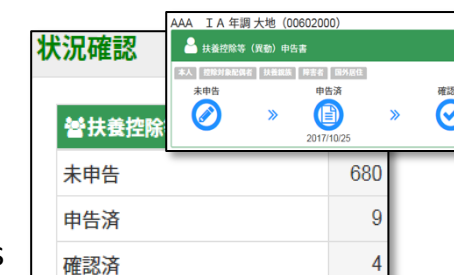 AAA ＩＡ年調 大地 (00602000)
扶養控除等（異動）申告書
本人 控除対象配偶者 扶養親族 障害者 国外居住
未申告 申告済 確認
2017/10/25
状況確認
扶養控除
未申告 680
申告済 9
確認済 4
s